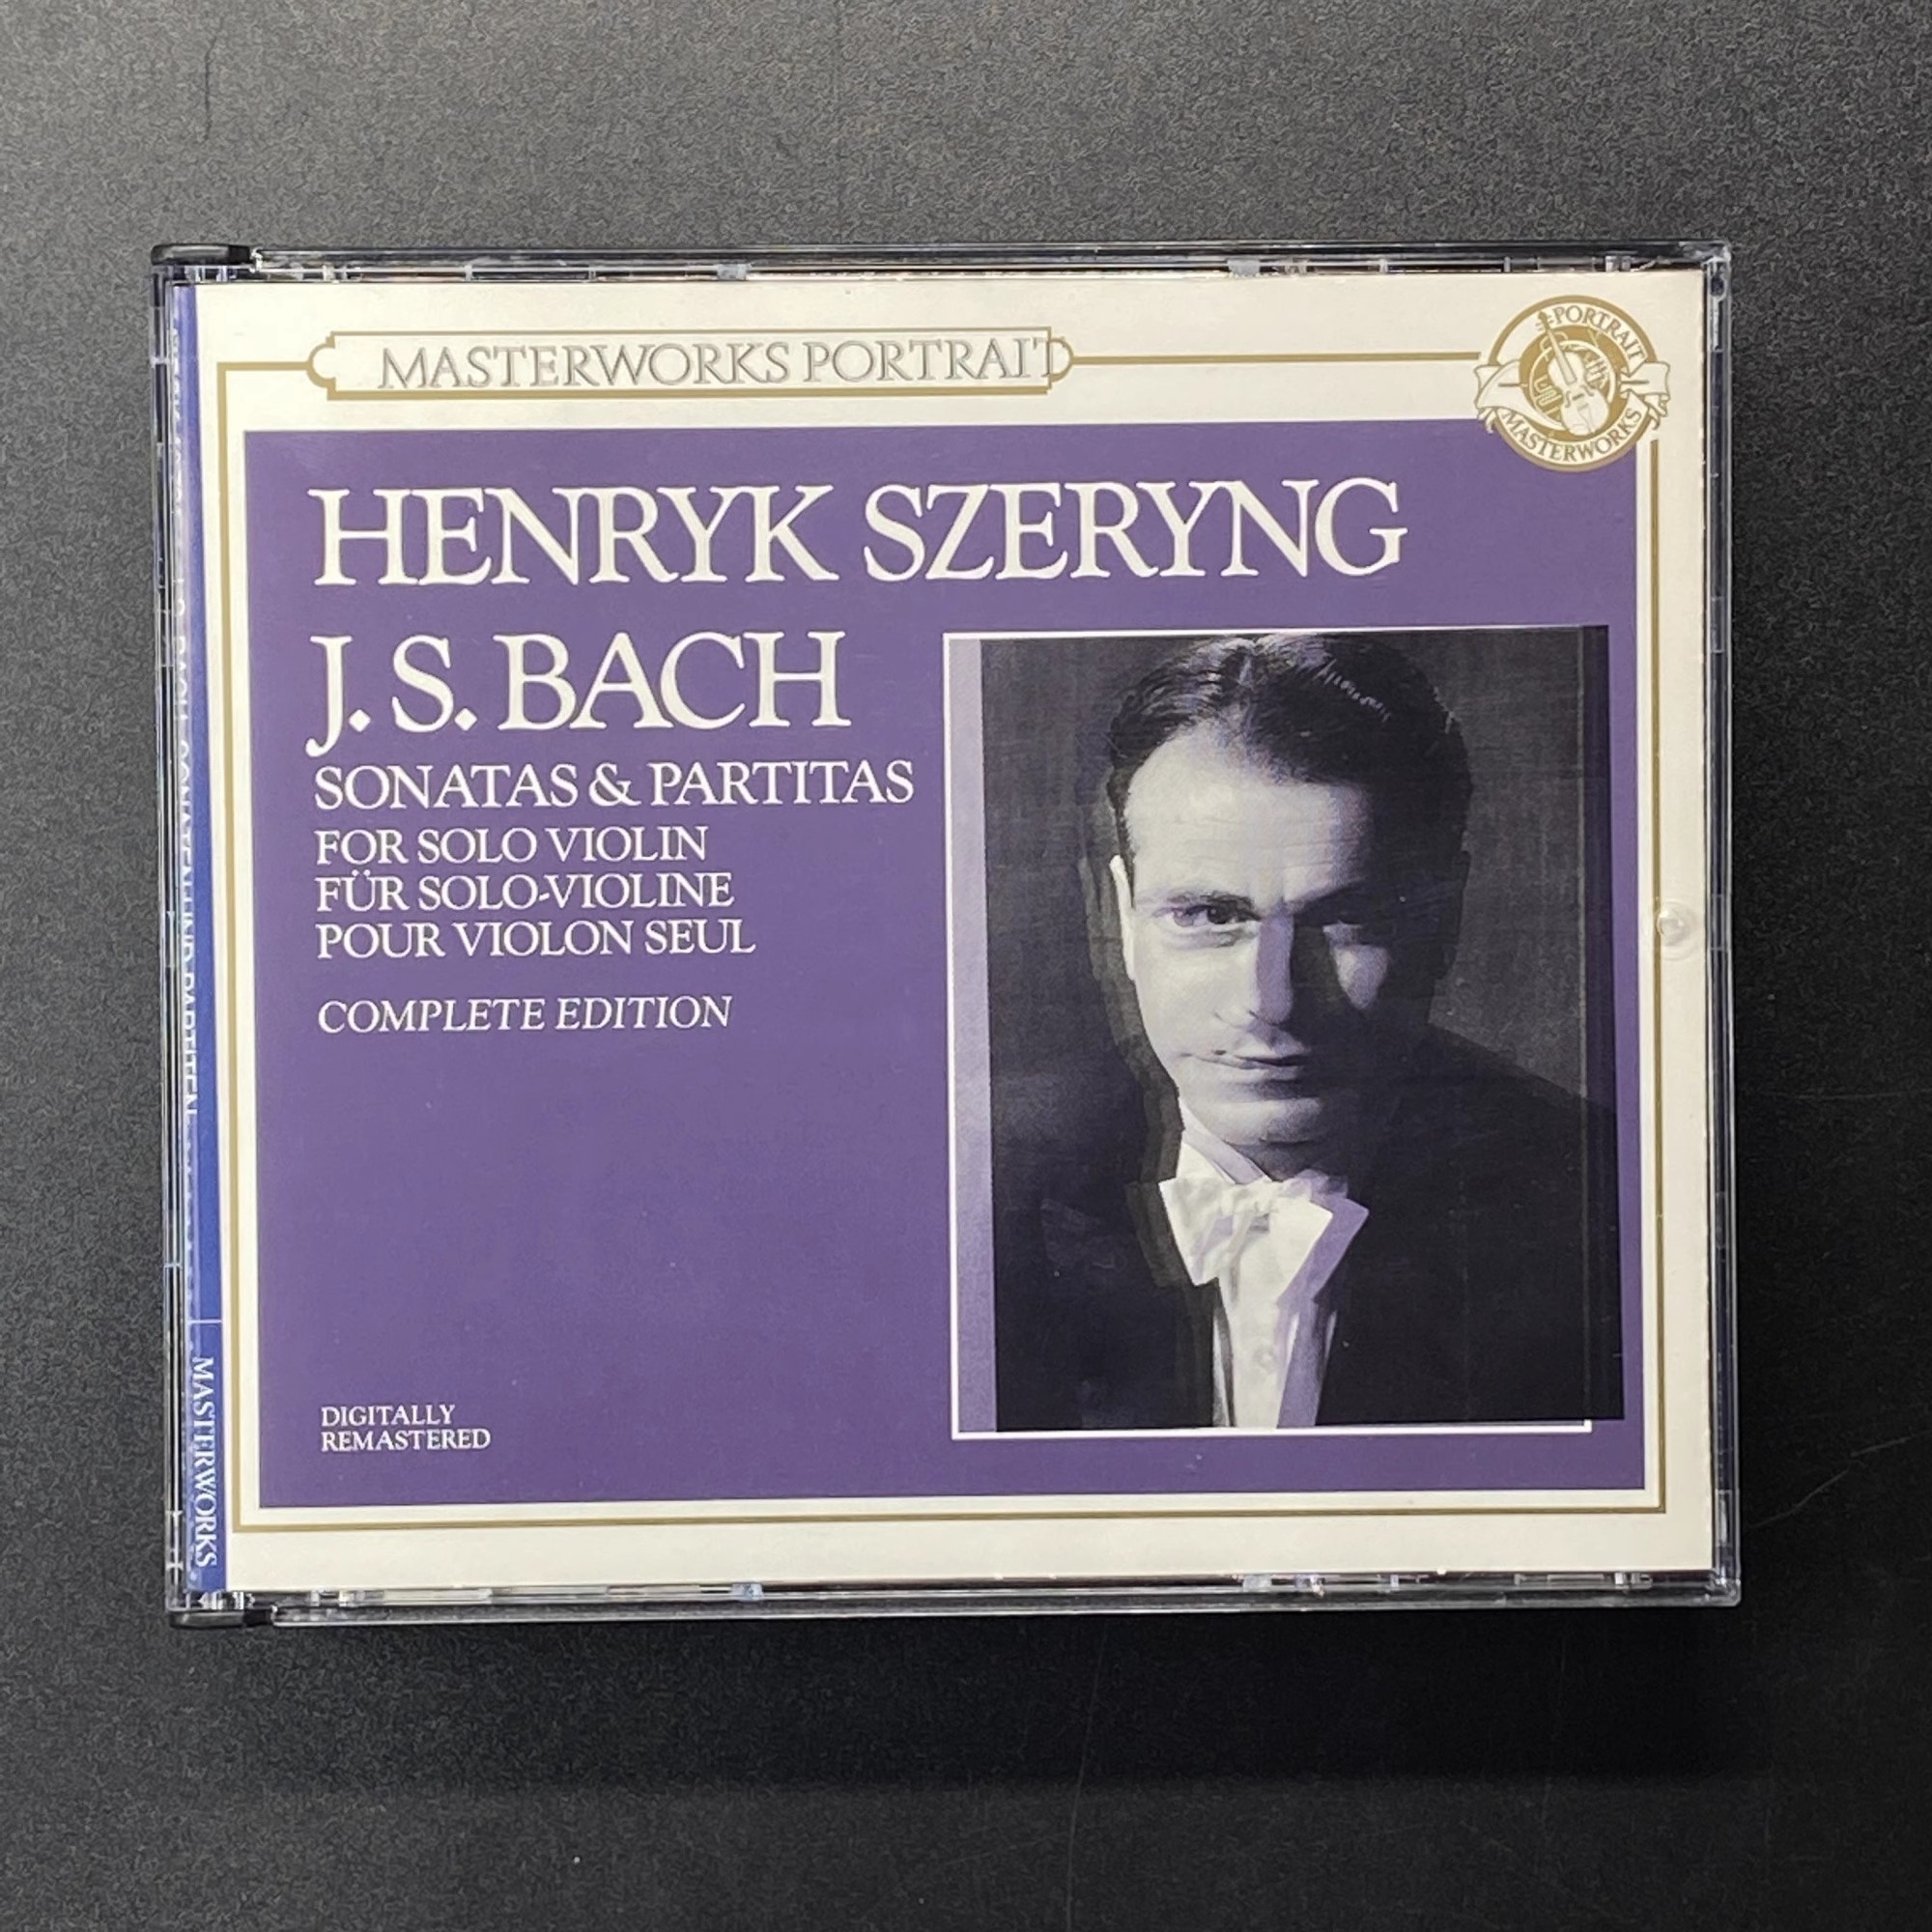 MASTERWORKS PORTRAIT
PORTRAIT
MASTERWORKS
HENRYK SZERYNG
J. S. BACH
SONATAS & PARTITAS
FOR SOLO VIOLIN
FÜR SOLO-VIOLINE
POUR VIOLON SEUL
COMPLETE EDITION
DIGITALLY
REMASTERED
MASTERWORKS